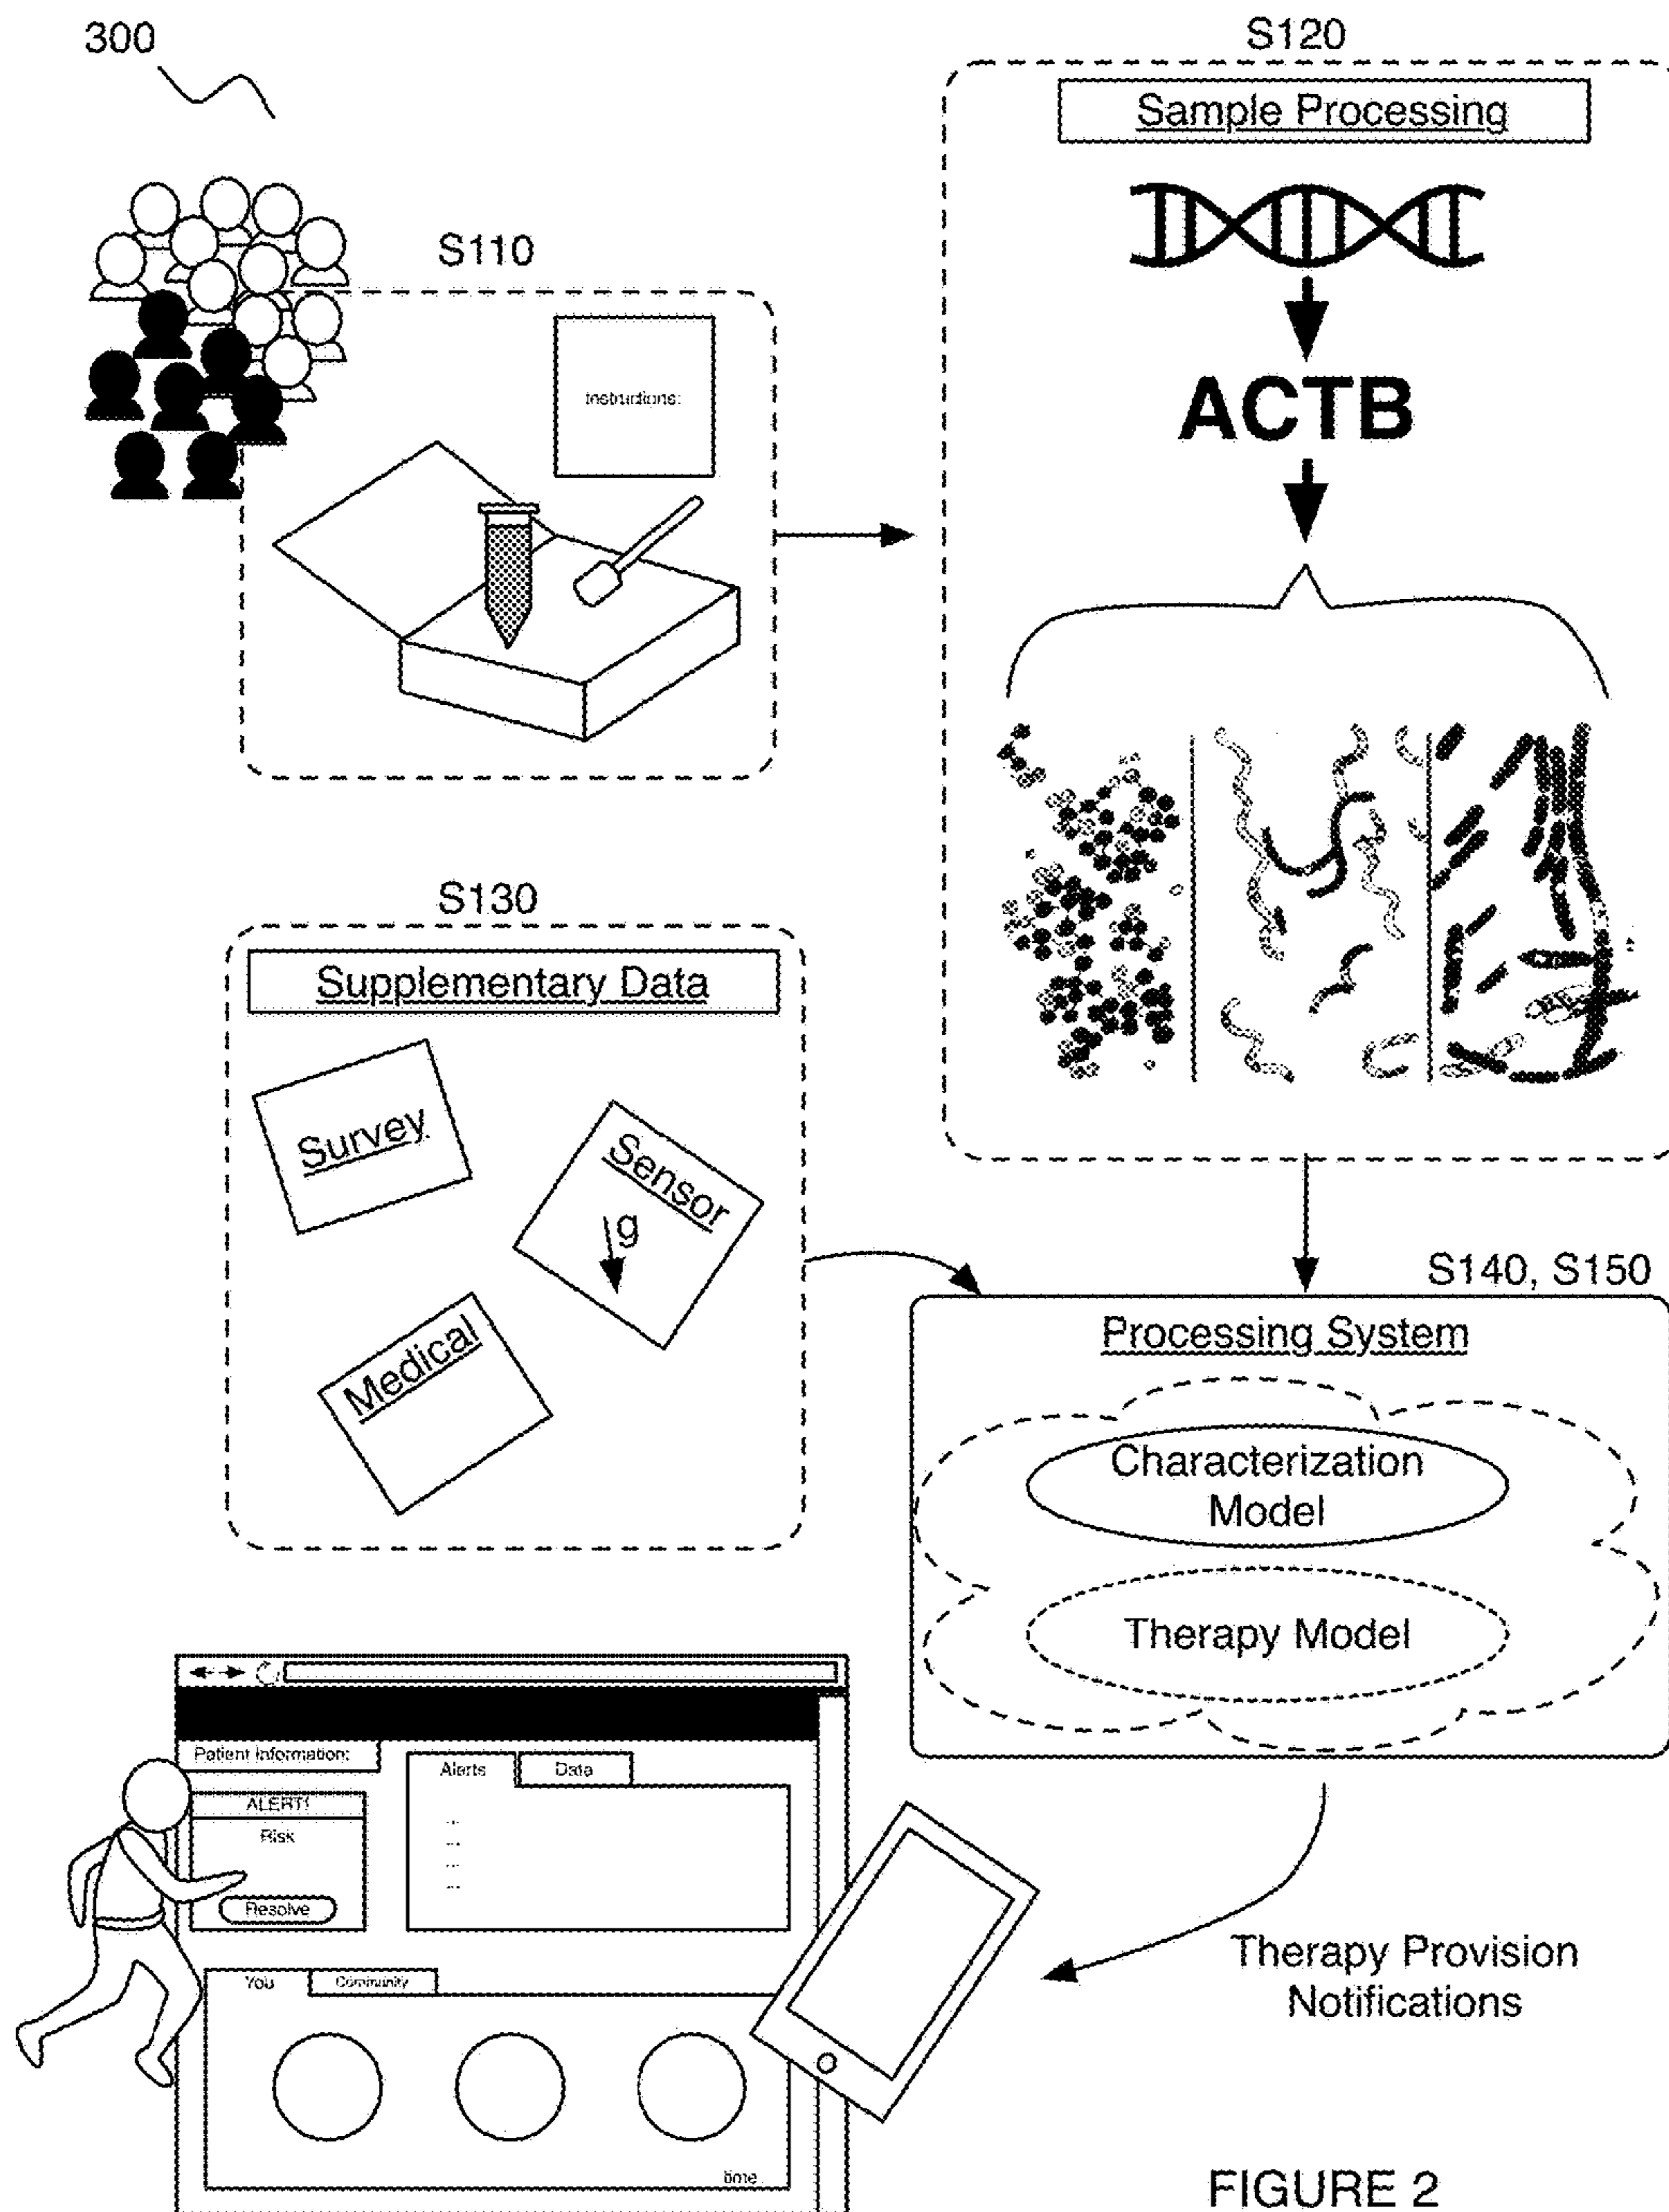 300
S120
Sample Processing
S110
Instructions:
ACTB
S130
Supplementary Data
Survey
Sensor
g
Medical
S140, S150
Processing System
Characterization
Model
Therapy Model
Patient Information:
Alerts
Data
ALERT!
Risk
...
...
...
...
Resolve
You
Community
time
Therapy Provision
Notifications
FIGURE 2